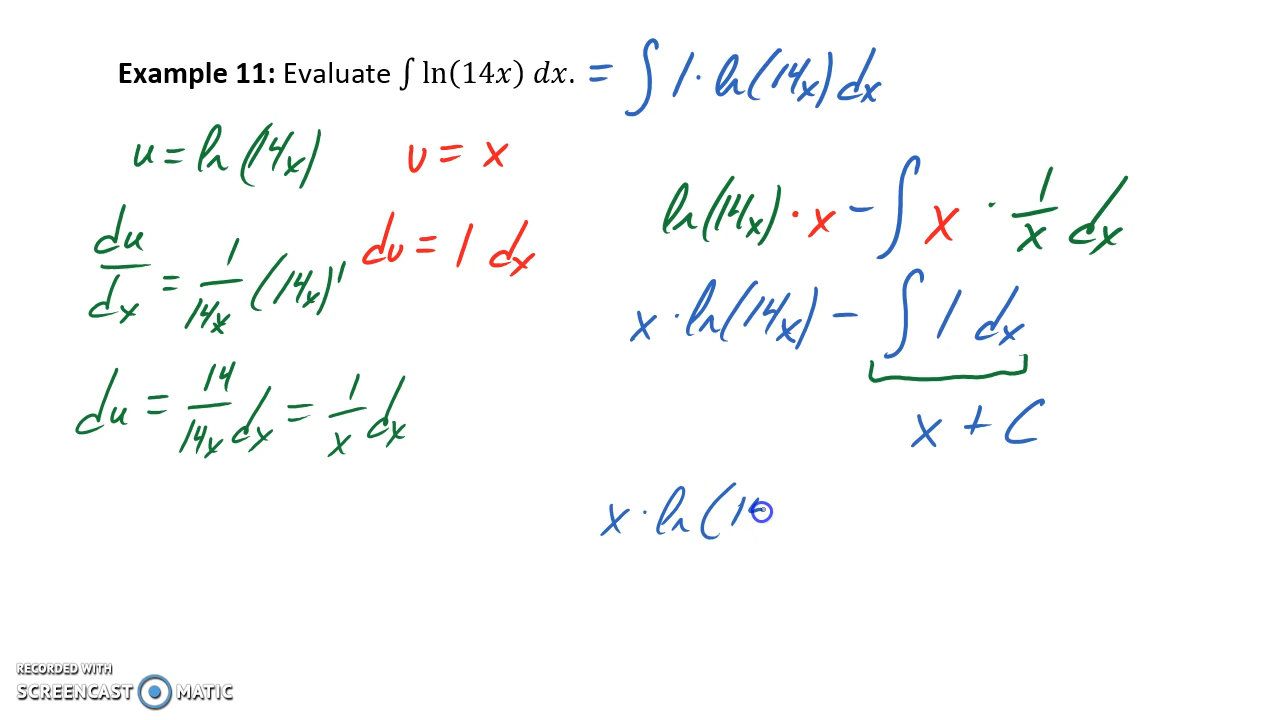 Example 11: Evaluate ∫ ln(14x) dx. = ∫ 1 · ln(14x) dx
u = ln(14x)
v = x
du/dx = 1/14x (14x)'
dv = 1 dx
du = 14/14x dx = 1/x dx
ln(14x) · x − ∫ x · 1/x dx
x · ln(14x) − ∫ 1 dx
x + C
x · ln(14
RECORDED WITH
SCREENCAST MATIC